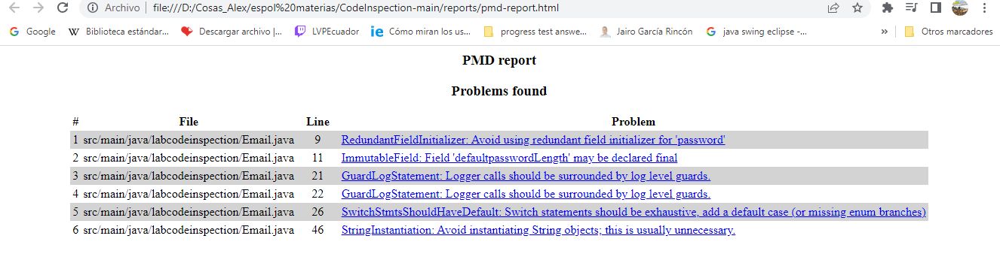 Archivo file:///D:/Cosas_Alex/espol%20materias/CodeInspection-main/reports/pmd-report.html
Google Biblioteca estándar... Descargar archivo |... LVPEcuador Cómo miran los us... progress test answe... Jairo García Rincón java swing eclipse -... » Otros marcadores
PMD report
Problems found
# File Line Problem
1 src/main/java/labcodeinspection/Email.java 9 RedundantFieldInitializer: Avoid using redundant field initializer for 'password'
2 src/main/java/labcodeinspection/Email.java 11 ImmutableField: Field 'defaultpasswordLength' may be declared final
3 src/main/java/labcodeinspection/Email.java 21 GuardLogStatement: Logger calls should be surrounded by log level guards.
4 src/main/java/labcodeinspection/Email.java 22 GuardLogStatement: Logger calls should be surrounded by log level guards.
5 src/main/java/labcodeinspection/Email.java 26 SwitchStmtsShouldHaveDefault: Switch statements should be exhaustive, add a default case (or missing enum branches)
6 src/main/java/labcodeinspection/Email.java 46 StringInstantiation: Avoid instantiating String objects; this is usually unnecessary.